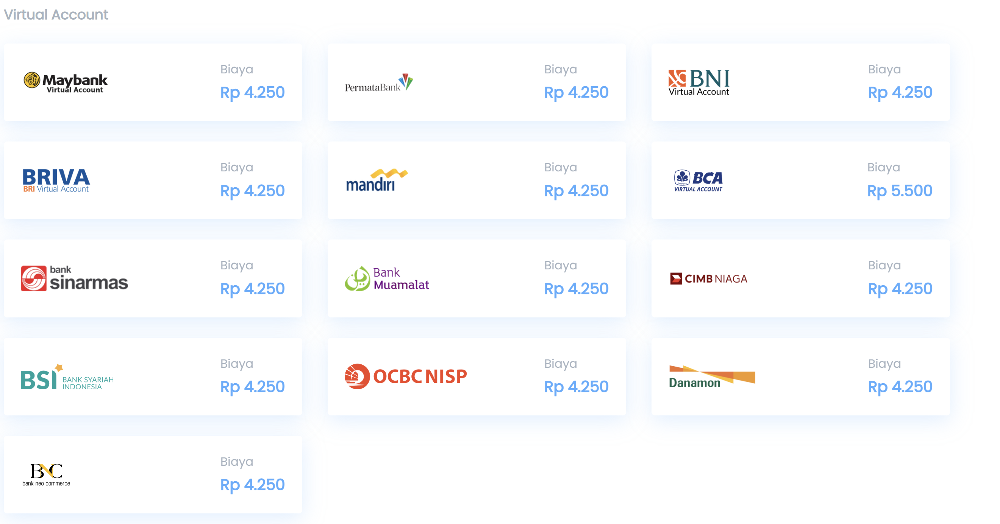 Virtual Account
Maybank
Virtual Account
Biaya
Rp 4.250
PermataBank
Biaya
Rp 4.250
BNI
Virtual Account
Biaya
Rp 4.250
BRIVA
BRI Virtual Account
Biaya
Rp 4.250
mandiri
Biaya
Rp 4.250
BCA
VIRTUAL ACCOUNT
Biaya
Rp 5.500
bank
sinarmas
Biaya
Rp 4.250
Bank
Muamalat
Biaya
Rp 4.250
CIMB NIAGA
Biaya
Rp 4.250
BSI BANK SYARIAH
INDONESIA
Biaya
Rp 4.250
OCBC NISP
Biaya
Rp 4.250
Danamon
Biaya
Rp 4.250
BNC
bank neo commerce
Biaya
Rp 4.250